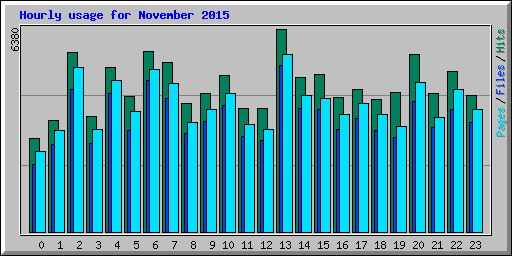 Hourly usage for November 2015
6380
Pages/Files/Hits
0 1 2 3 4 5 6 7 8 9 10 11 12 13 14 15 16 17 18 19 20 21 22 23